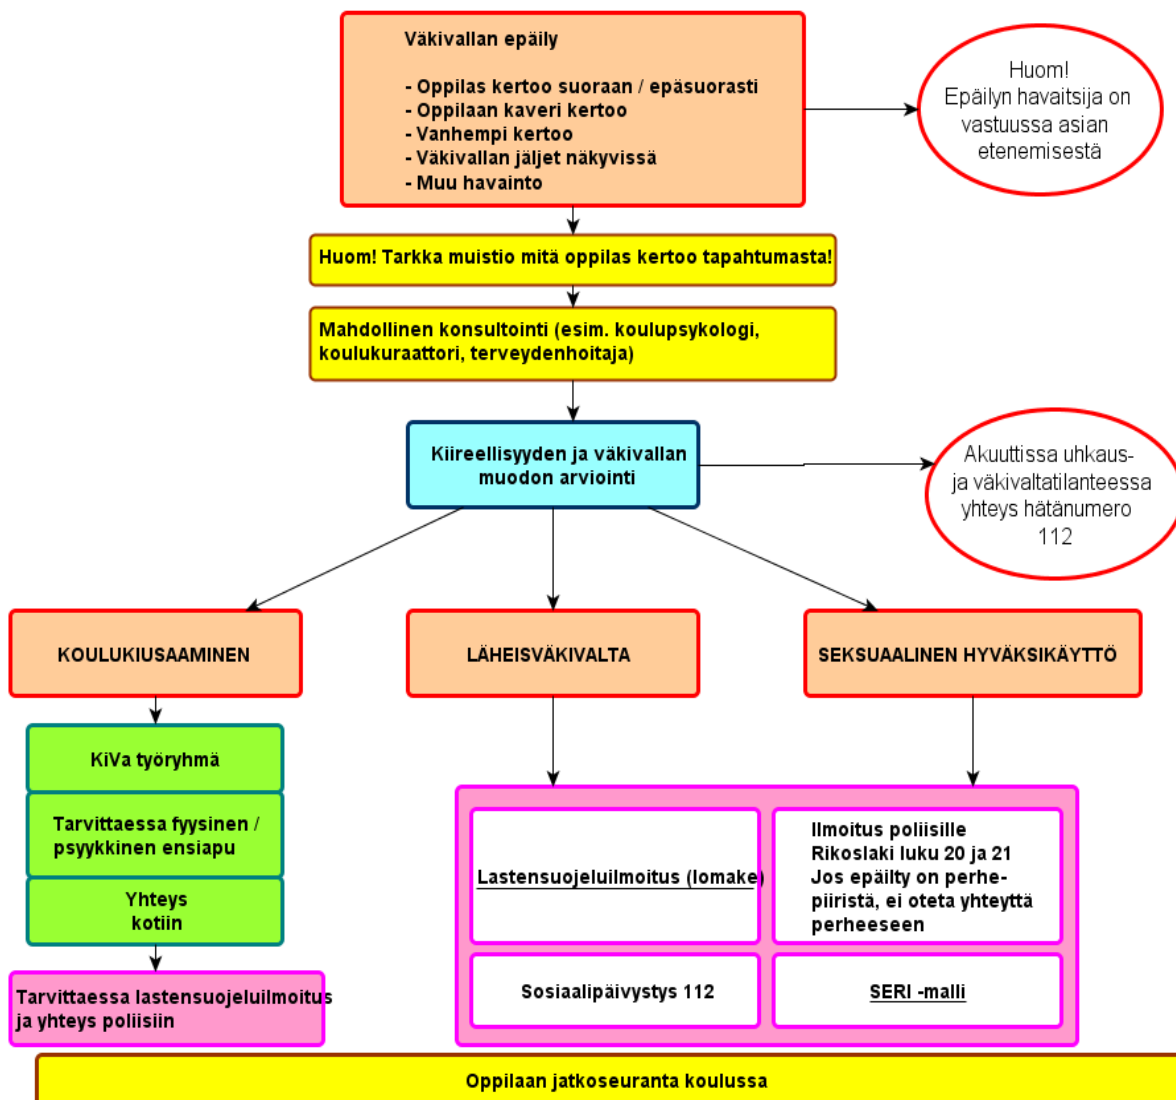 Väkivallan epäily
- Oppilas kertoo suoraan / epäsuorasti
- Oppilaan kaveri kertoo
- Vanhempi kertoo
- Väkivallan jäljet näkyvissä
- Muu havainto
Huom!
Epäilyn havaitsija on
vastuussa asian
etenemisestä
Huom! Tarkka muistio mitä oppilas kertoo tapahtumasta!
Mahdollinen konsultointi (esim. koulupsykologi,
koulukuraattori, terveydenhoitaja)
Kiireellisyyden ja väkivallan
muodon arviointi
Akuuttissa uhkaus-
ja väkivaltatilanteessa
yhteys hätänumero
112
KOULUKIUSAAMINEN
LÄHEISVÄKIVALTA
SEKSUAALINEN HYVÄKSIKÄYTTÖ
KiVa työryhmä
Tarvittaessa fyysinen /
psyykkinen ensiapu
Yhteys
kotiin
Tarvittaessa lastensuojeluilmoitus
ja yhteys poliisiin
Lastensuojeluilmoitus (lomake)
Ilmoitus poliisille
Rikoslaki luku 20 ja 21
Jos epäilty on perhe-
piiristä, ei oteta yhteyttä
perheeseen
Sosiaalipäivystys 112
SERI -malli
Oppilaan jatkoseuranta koulussa